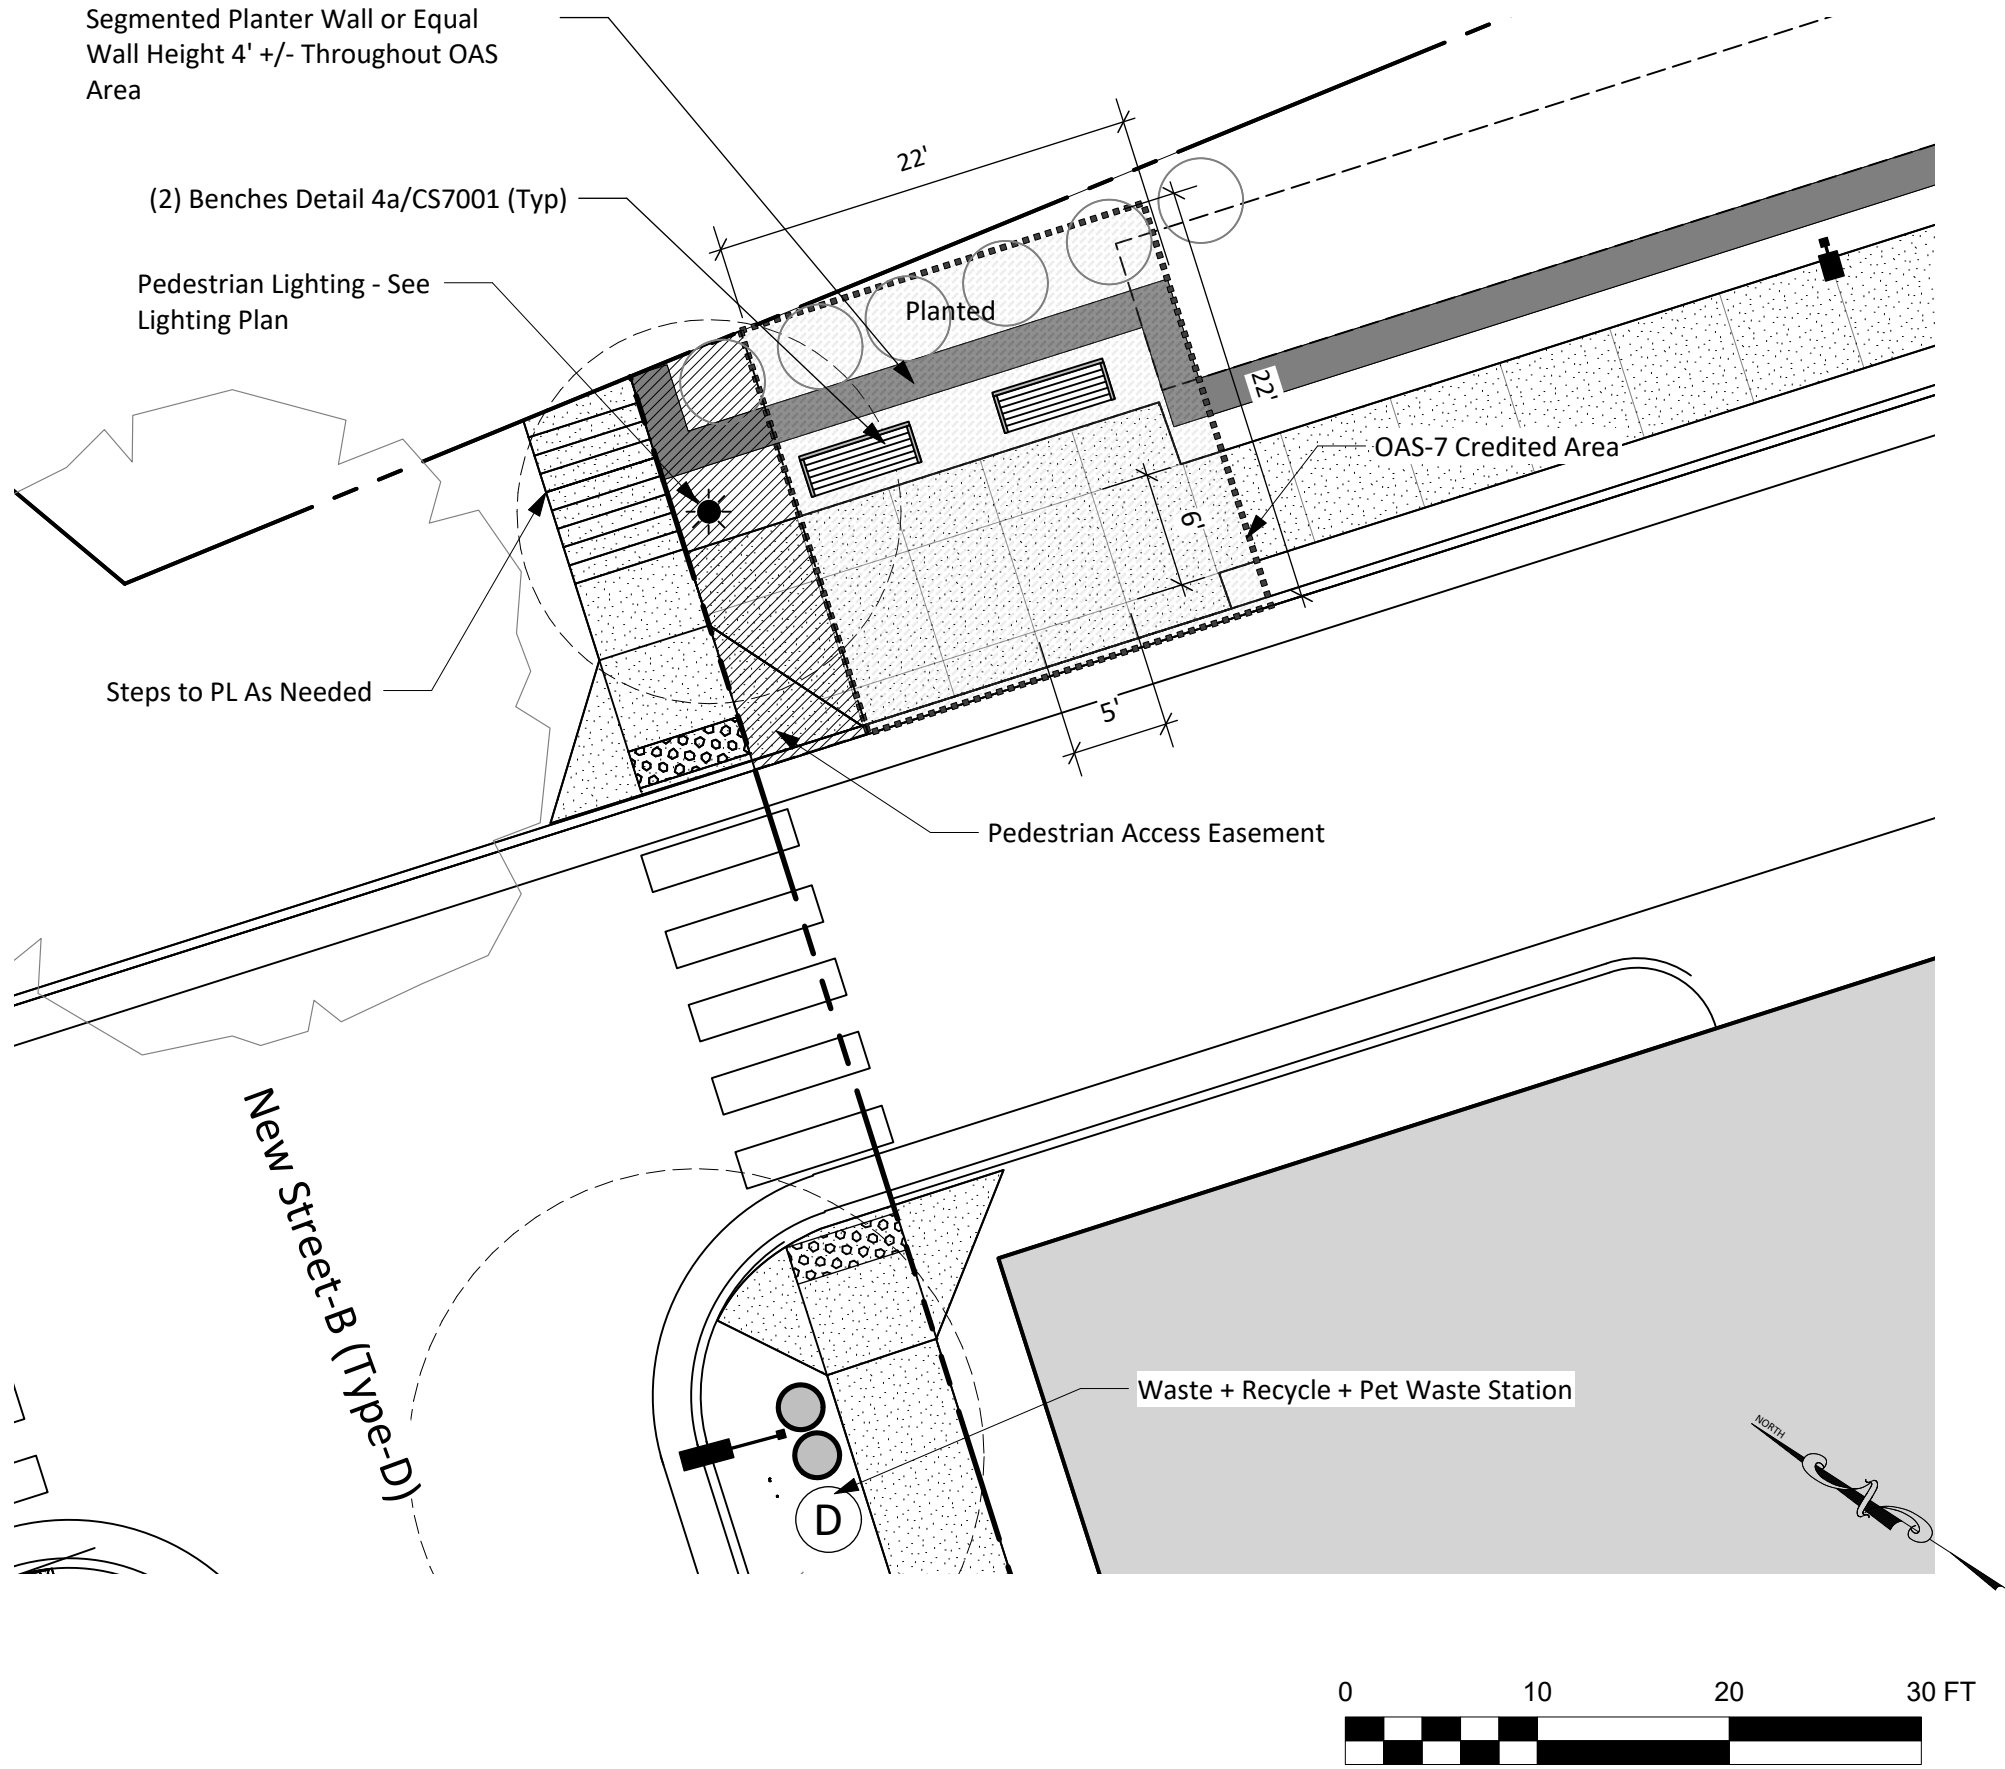 Segmented Planter Wall or Equal
Wall Height 4' +/- Throughout OAS
Area
22'
(2) Benches Detail 4a/CS7001 (Typ)
Pedestrian Lighting - See
Lighting Plan
Planted
22'
OAS-7 Credited Area
6'
Steps to PL As Needed
5'
Pedestrian Access Easement
New Street-B (Type-D)
Waste + Recycle + Pet Waste Station
NORTH
D
0 10 20 30 FT